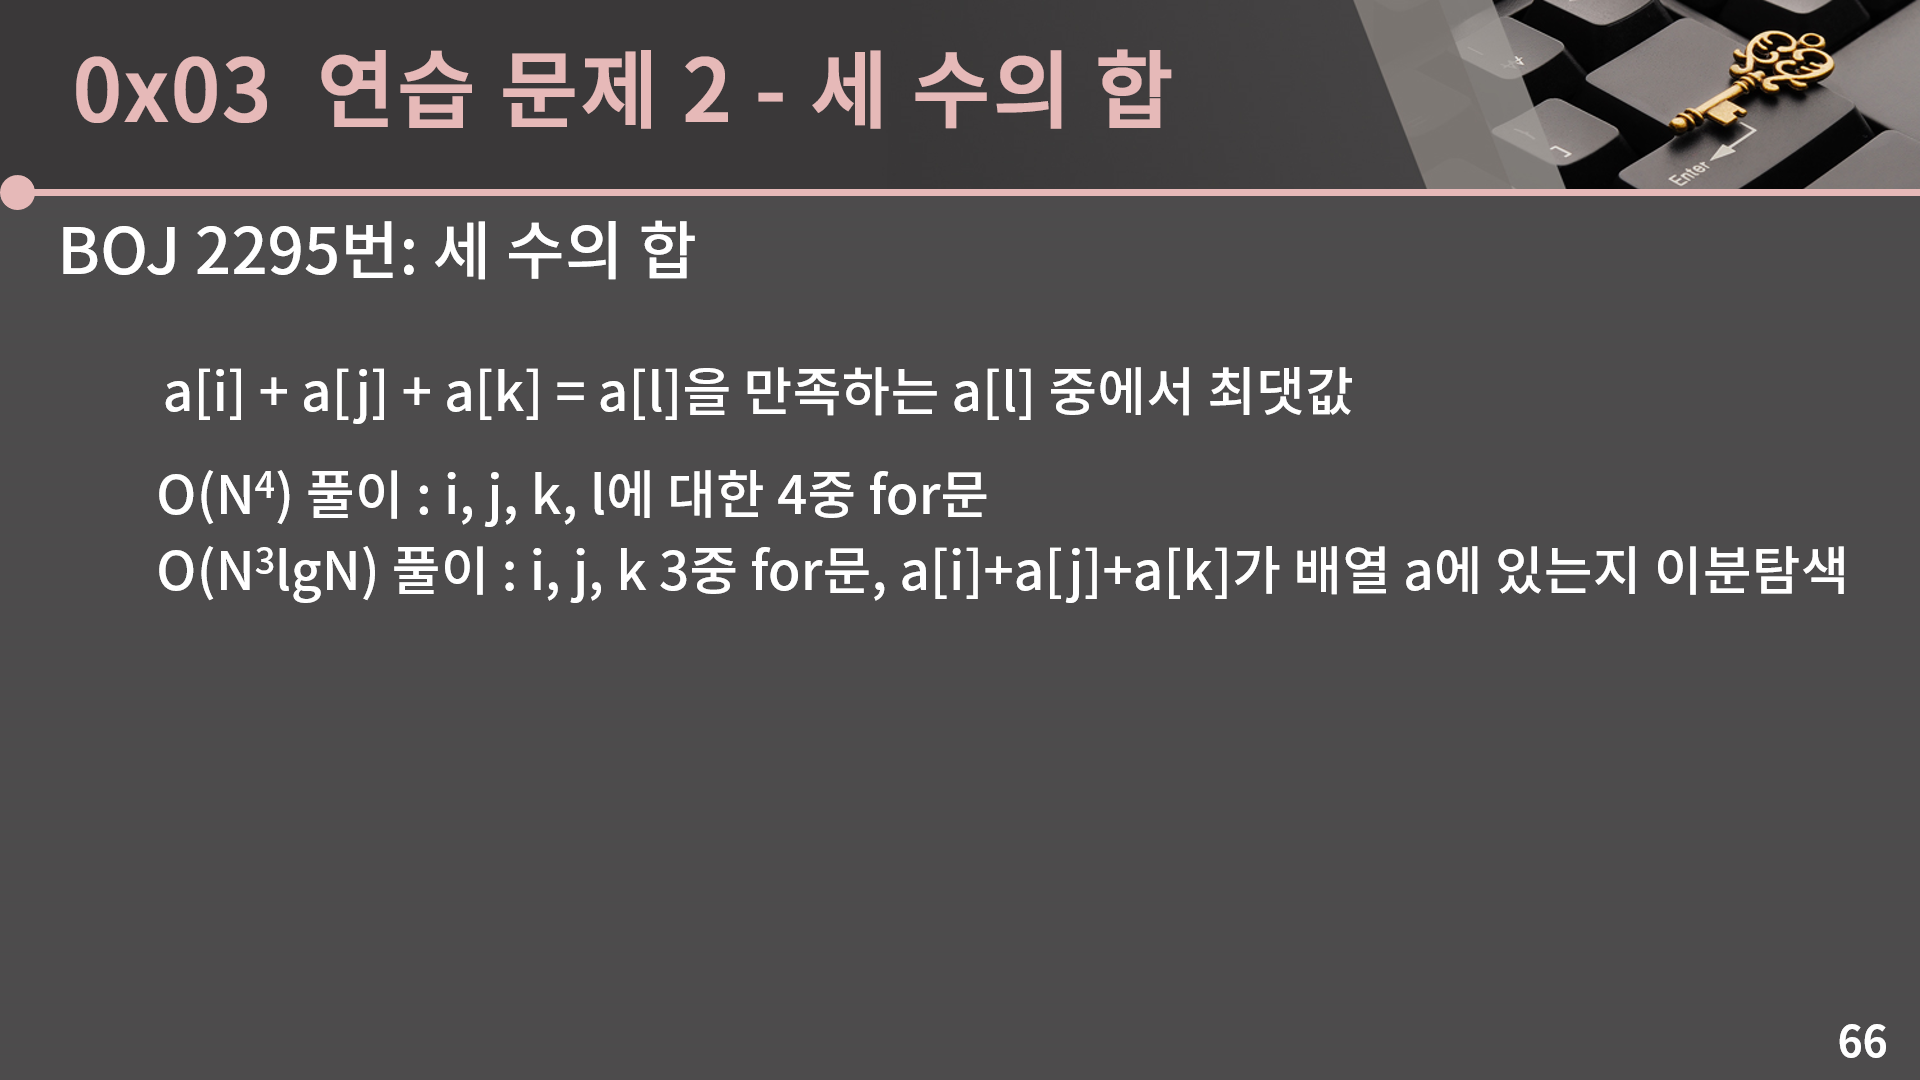 0x03 연습 문제 2 - 세 수의 합
Enter
BOJ 2295번: 세 수의 합
a[i] + a[j] + a[k] = a[l]을 만족하는 a[l] 중에서 최댓값
O(N⁴) 풀이 : i, j, k, l에 대한 4중 for문
O(N³lgN) 풀이 : i, j, k 3중 for문, a[i]+a[j]+a[k]가 배열 a에 있는지 이분탐색
66